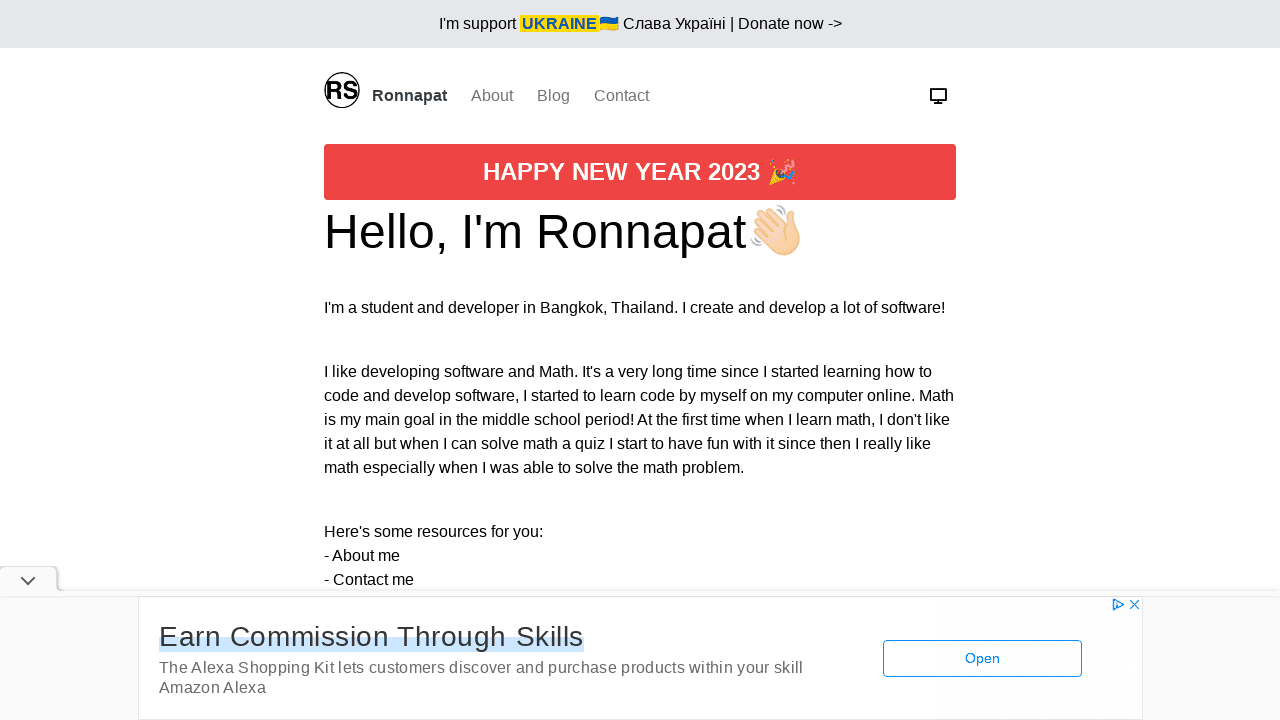 I'm support UKRAINE🇺🇦 Слава Україні | Donate now ->
RS Ronnapat About Blog Contact
HAPPY NEW YEAR 2023 🎉
Hello, I'm Ronnapat👋🏻
I'm a student and developer in Bangkok, Thailand. I create and develop a lot of software!
I like developing software and Math. It's a very long time since I started learning how to
code and develop software, I started to learn code by myself on my computer online. Math
is my main goal in the middle school period! At the first time when I learn math, I don't like
it at all but when I can solve math a quiz I start to have fun with it since then I really like
math especially when I was able to solve the math problem.
Here's some resources for you:
- About me
- Contact me
Earn Commission Through Skills
The Alexa Shopping Kit lets customers discover and purchase products within your skill
Amazon Alexa
Open